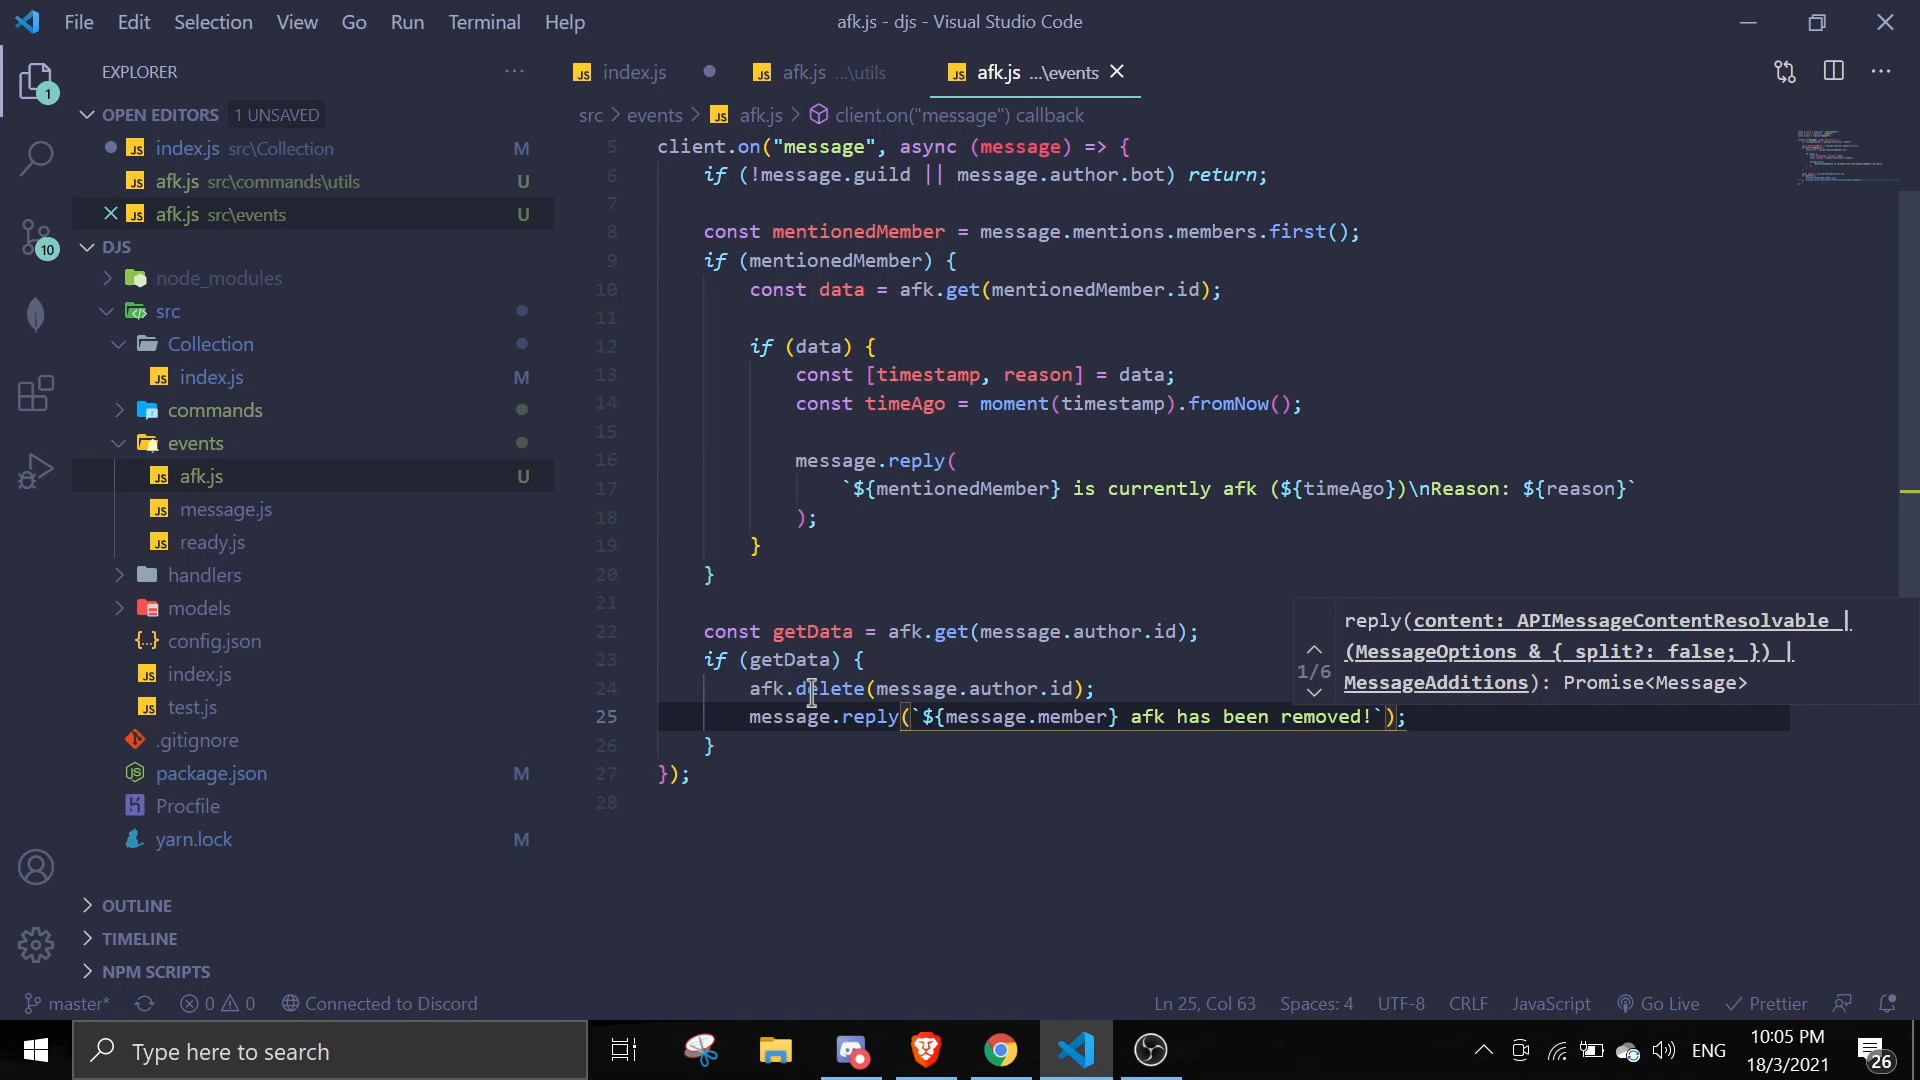 File Edit Selection View Go Run Terminal Help
afk.js - djs - Visual Studio Code
EXPLORER
OPEN EDITORS 1 UNSAVED
index.js src\Collection M
afk.js src\commands\utils U
afk.js src\events U
DJS
node_modules
src
Collection
index.js M
commands
events
afk.js U
message.js
ready.js
handlers
models
config.json
index.js
test.js
.gitignore
package.json M
Procfile
yarn.lock M
OUTLINE
TIMELINE
NPM SCRIPTS
1
10
index.js
afk.js ...\utils
afk.js ...\events
src > events > afk.js > client.on("message") callback
5 client.on("message", async (message) => {
6 if (!message.guild || message.author.bot) return;
7
8 const mentionedMember = message.mentions.members.first();
9 if (mentionedMember) {
10 const data = afk.get(mentionedMember.id);
11
12 if (data) {
13 const [timestamp, reason] = data;
14 const timeAgo = moment(timestamp).fromNow();
15
16 message.reply(
17 `${mentionedMember} is currently afk (${timeAgo})\nReason: ${reason}`
18 );
19 }
20 }
21
22 const getData = afk.get(message.author.id);
23 if (getData) {
24 afk.delete(message.author.id);
25 message.reply(`${message.member} afk has been removed!`);
26 }
27 });
28
1/6
reply(content: APIMessageContentResolvable |
(MessageOptions & { split?: false; }) |
MessageAdditions): Promise<Message>
master* 0 0 Connected to Discord
Ln 25, Col 63 Spaces: 4 UTF-8 CRLF JavaScript Go Live Prettier
Type here to search
ENG
10:05 PM
18/3/2021
26